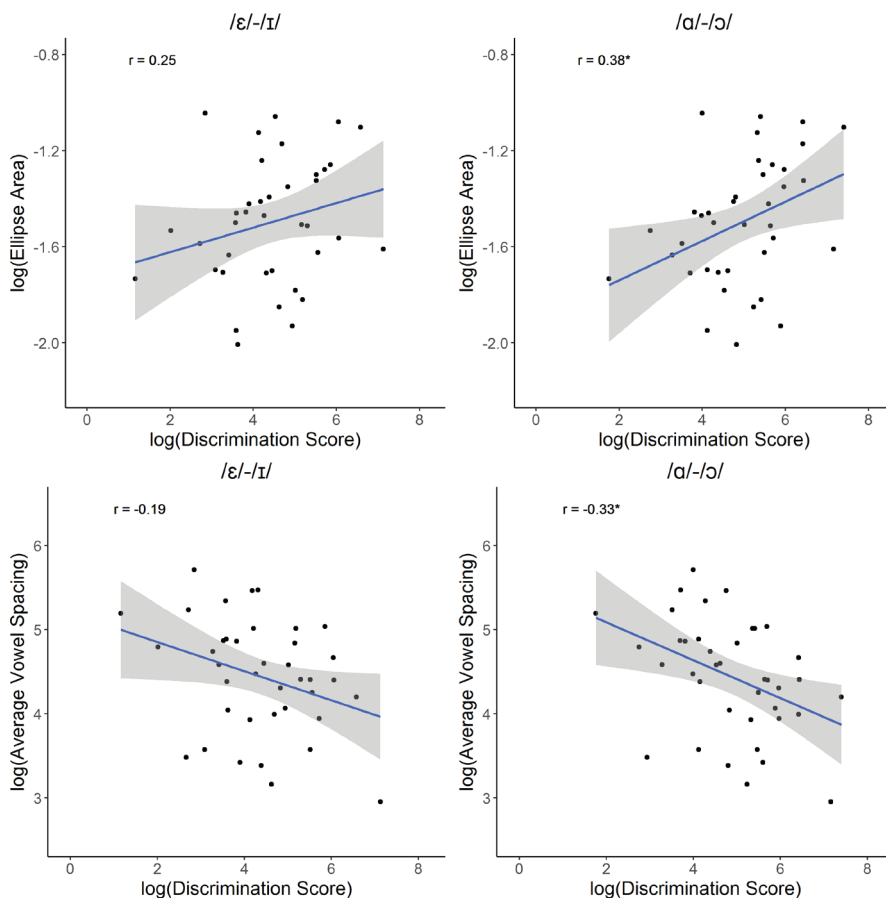 /ɛ/-/ɪ/
r = 0.25
log(Ellipse Area)
-0.8
-1.2
-1.6
-2.0
0 2 4 6 8
log(Discrimination Score)
/ɑ/-/ɔ/
r = 0.38*
log(Ellipse Area)
-0.8
-1.2
-1.6
-2.0
0 2 4 6 8
log(Discrimination Score)
/ɛ/-/ɪ/
r = -0.19
log(Average Vowel Spacing)
6
5
4
3
0 2 4 6 8
log(Discrimination Score)
/ɑ/-/ɔ/
r = -0.33*
log(Average Vowel Spacing)
6
5
4
3
0 2 4 6 8
log(Discrimination Score)